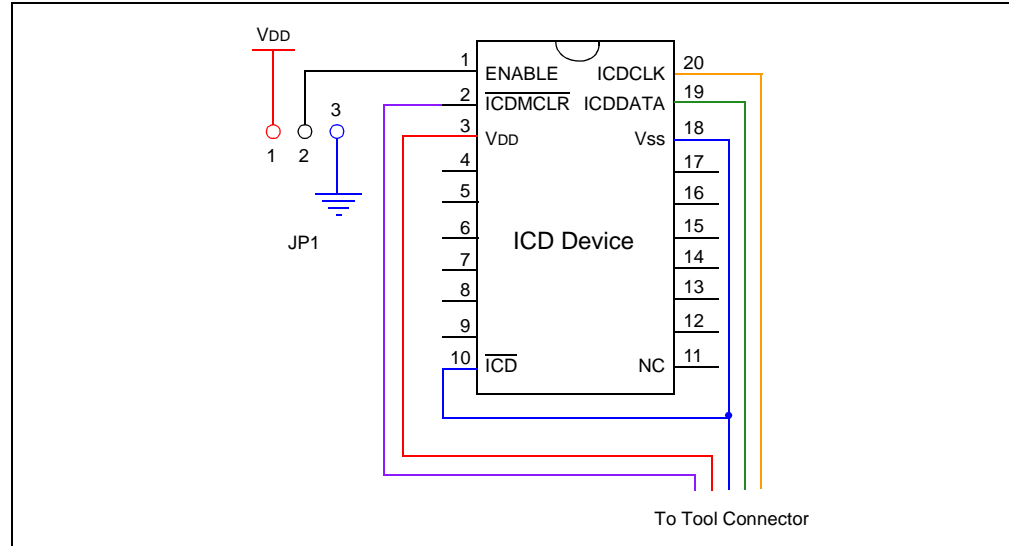 VDD
1
2
3
JP1
1 ENABLE
2 ICDMCLR
3 VDD
4
5
6
7
8
9
10 ICD
ICD Device
ICDCLK 20
ICDDATA 19
Vss 18
17
16
15
14
13
12
NC 11
To Tool Connector